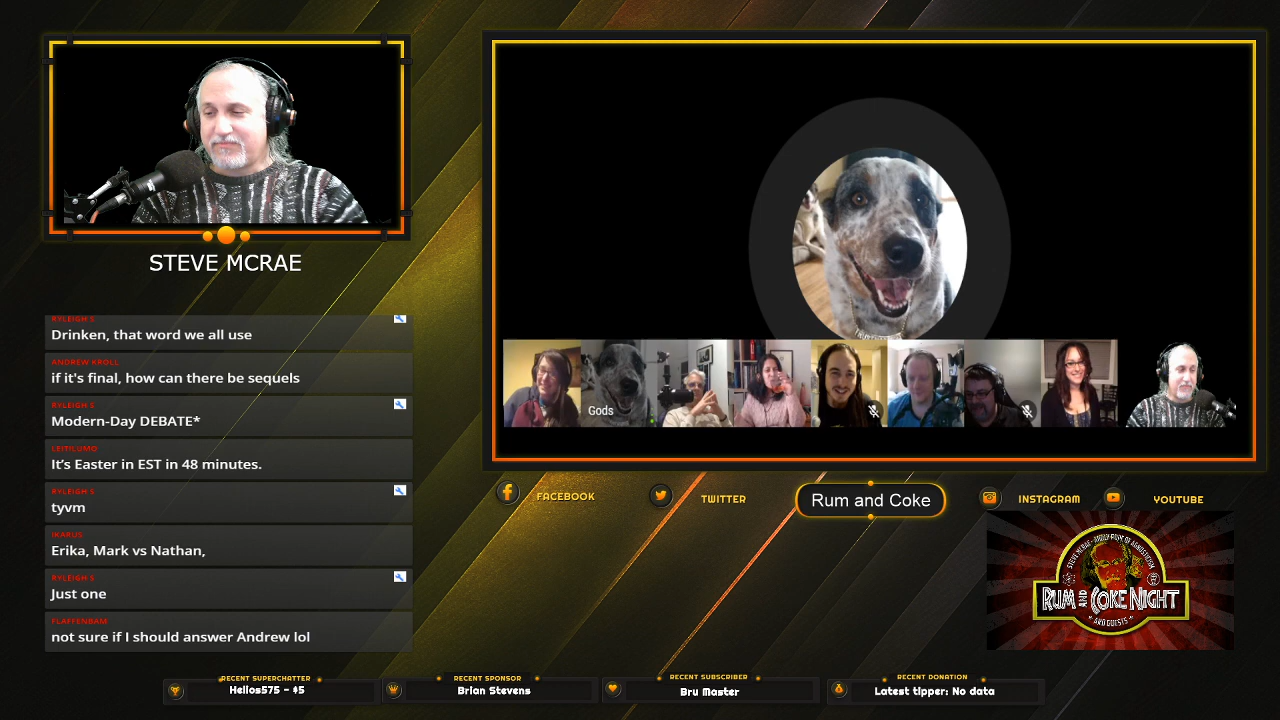 STEVE MCRAE
RYLEIGH S
Drinken, that word we all use
ANDREW KROLL
if it's final, how can there be sequels
RYLEIGH S
Modern-Day DEBATE*
LEITILUMO
It's Easter in EST in 48 minutes.
RYLEIGH S
tyvm
IKARUS
Erika, Mark vs Nathan,
RYLEIGH S
Just one
FLAFFENBAM
not sure if I should answer Andrew lol
Gods
FACEBOOK
TWITTER
Rum and Coke
INSTAGRAM
YOUTUBE
RUM AND COKE NIGHT
AND GUESTS
RECENT SUPERCHATTER
Helios575 - $5
RECENT SPONSOR
Brian Stevens
RECENT SUBSCRIBER
Bru Master
RECENT DONATION
Latest tipper: No data